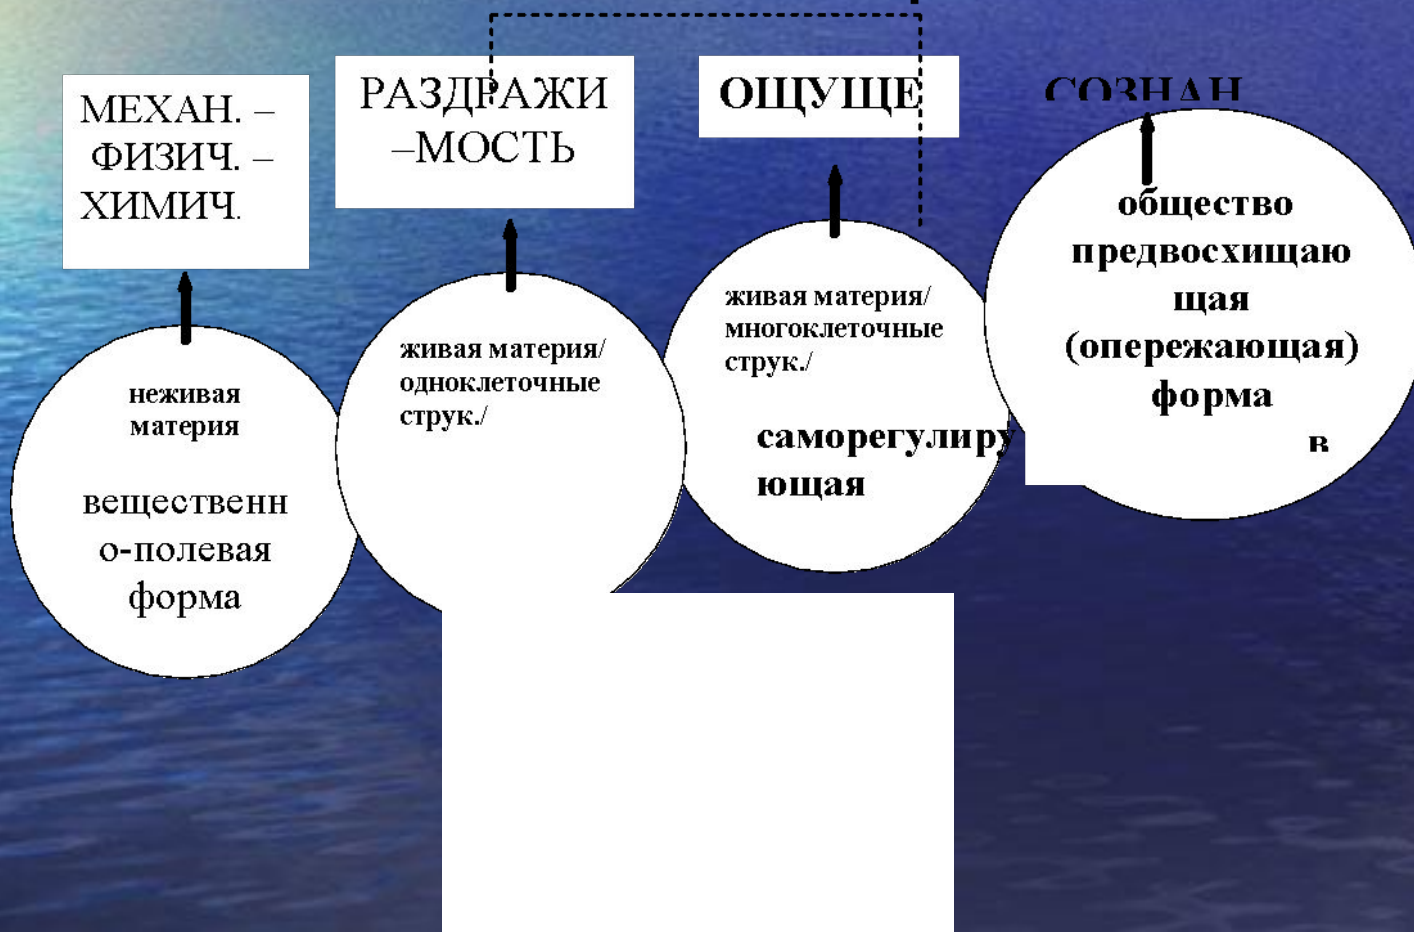 МЕХАН. –
ФИЗИЧ. –
ХИМИЧ.
РАЗДРАЖИ
–МОСТЬ
ОЩУЩЕ
СОЗНАН
неживая
материя
вещественн
о-полевая
форма
живая материя/
одноклеточные
струк./
живая материя/
многоклеточные
струк./
саморегулиру
ющая
общество
предвосхищаю
щая
(опережающая)
форма
в